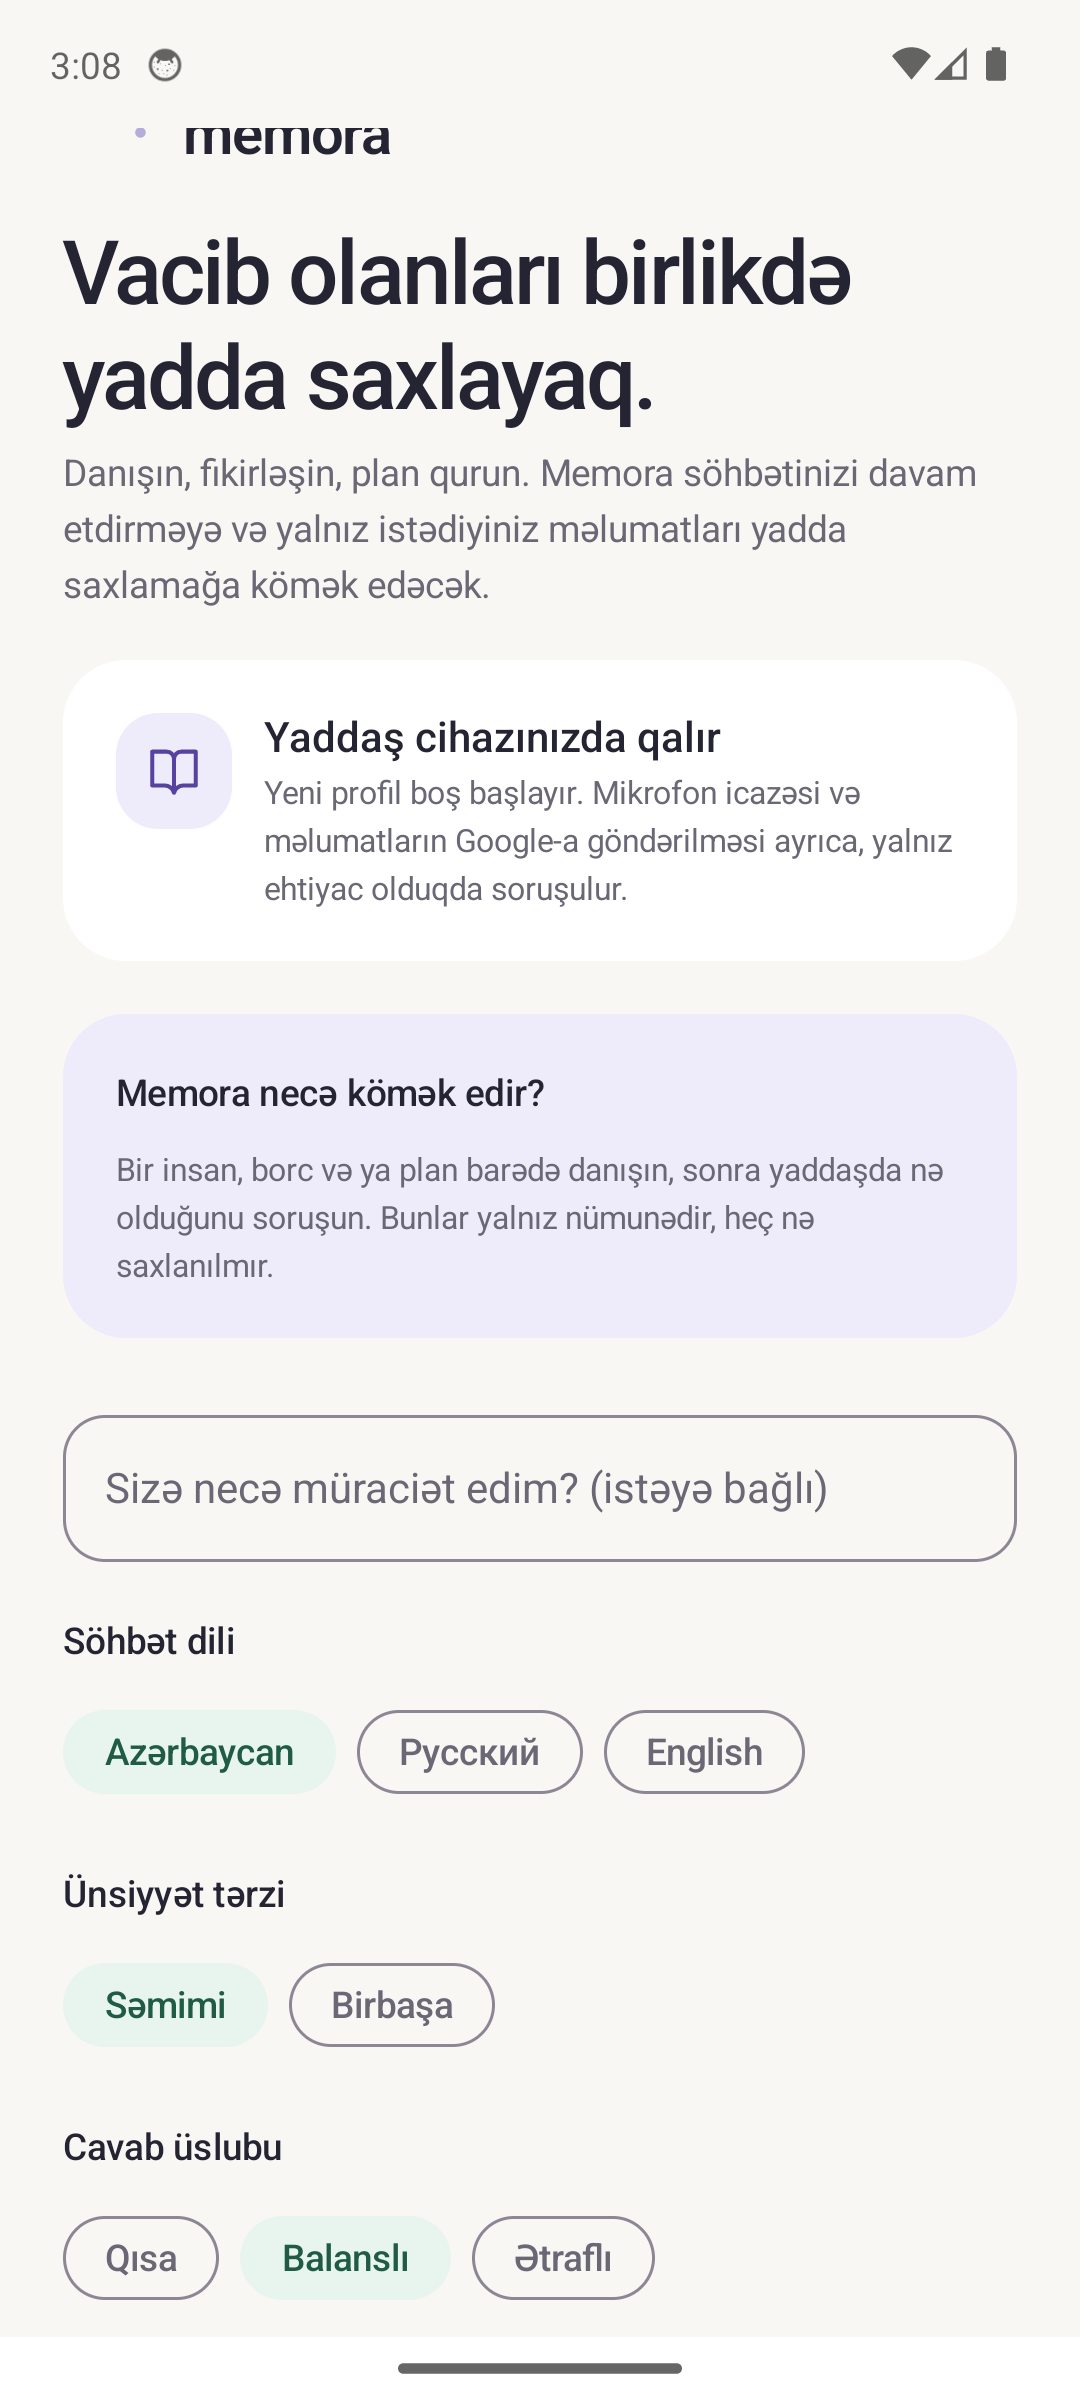 3:08
memora
Vacib olanları birlikdə
yadda saxlayaq.
Danışın, fikirləşin, plan qurun. Memora söhbətinizi davam
etdirməyə və yalnız istədiyiniz məlumatları yadda
saxlamağa kömək edəcək.
Yaddaş cihazınızda qalır
Yeni profil boş başlayır. Mikrofon icazəsi və
məlumatların Google-a göndərilməsi ayrıca, yalnız
ehtiyac olduqda soruşulur.
Memora necə kömək edir?
Bir insan, borc və ya plan barədə danışın, sonra yaddaşda nə
olduğunu soruşun. Bunlar yalnız nümunədir, heç nə
saxlanılmır.
Sizə necə müraciət edim? (istəyə bağlı)
Söhbət dili
Azərbaycan Русский English
Ünsiyyət tərzi
Səmimi Birbaşa
Cavab üslubu
Qısa Balanslı Ətraflı